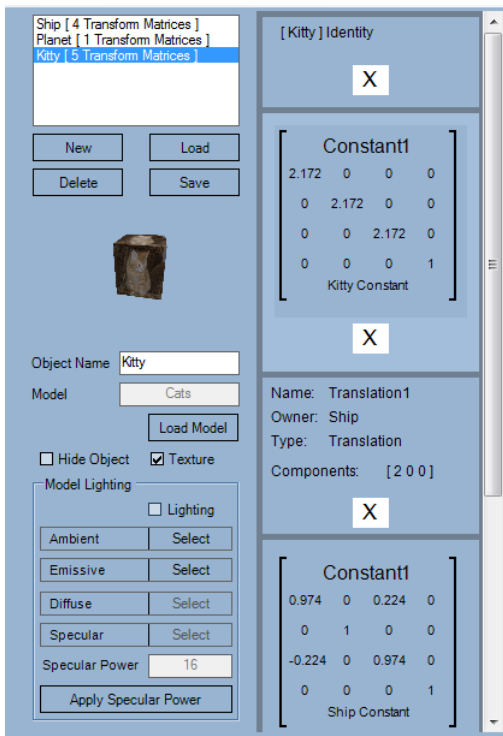 Ship [ 4 Transform Matrices ]
Planet [ 1 Transform Matrices ]
Kitty [ 5 Transform Matrices ]
New Load
Delete Save
Object Name Kitty
Model Cats
Load Model
Hide Object Texture
Model Lighting
Lighting
Ambient Select
Emissive Select
Diffuse Select
Specular Select
Specular Power 16
Apply Specular Power
[ Kitty ] Identity
X
Constant1
2.172 0 0 0
0 2.172 0 0
0 0 2.172 0
0 0 0 1
Kitty Constant
X
Name: Translation1
Owner: Ship
Type: Translation
Components: [ 2 0 0 ]
X
Constant1
0.974 0 0.224 0
0 1 0 0
-0.224 0 0.974 0
0 0 0 1
Ship Constant